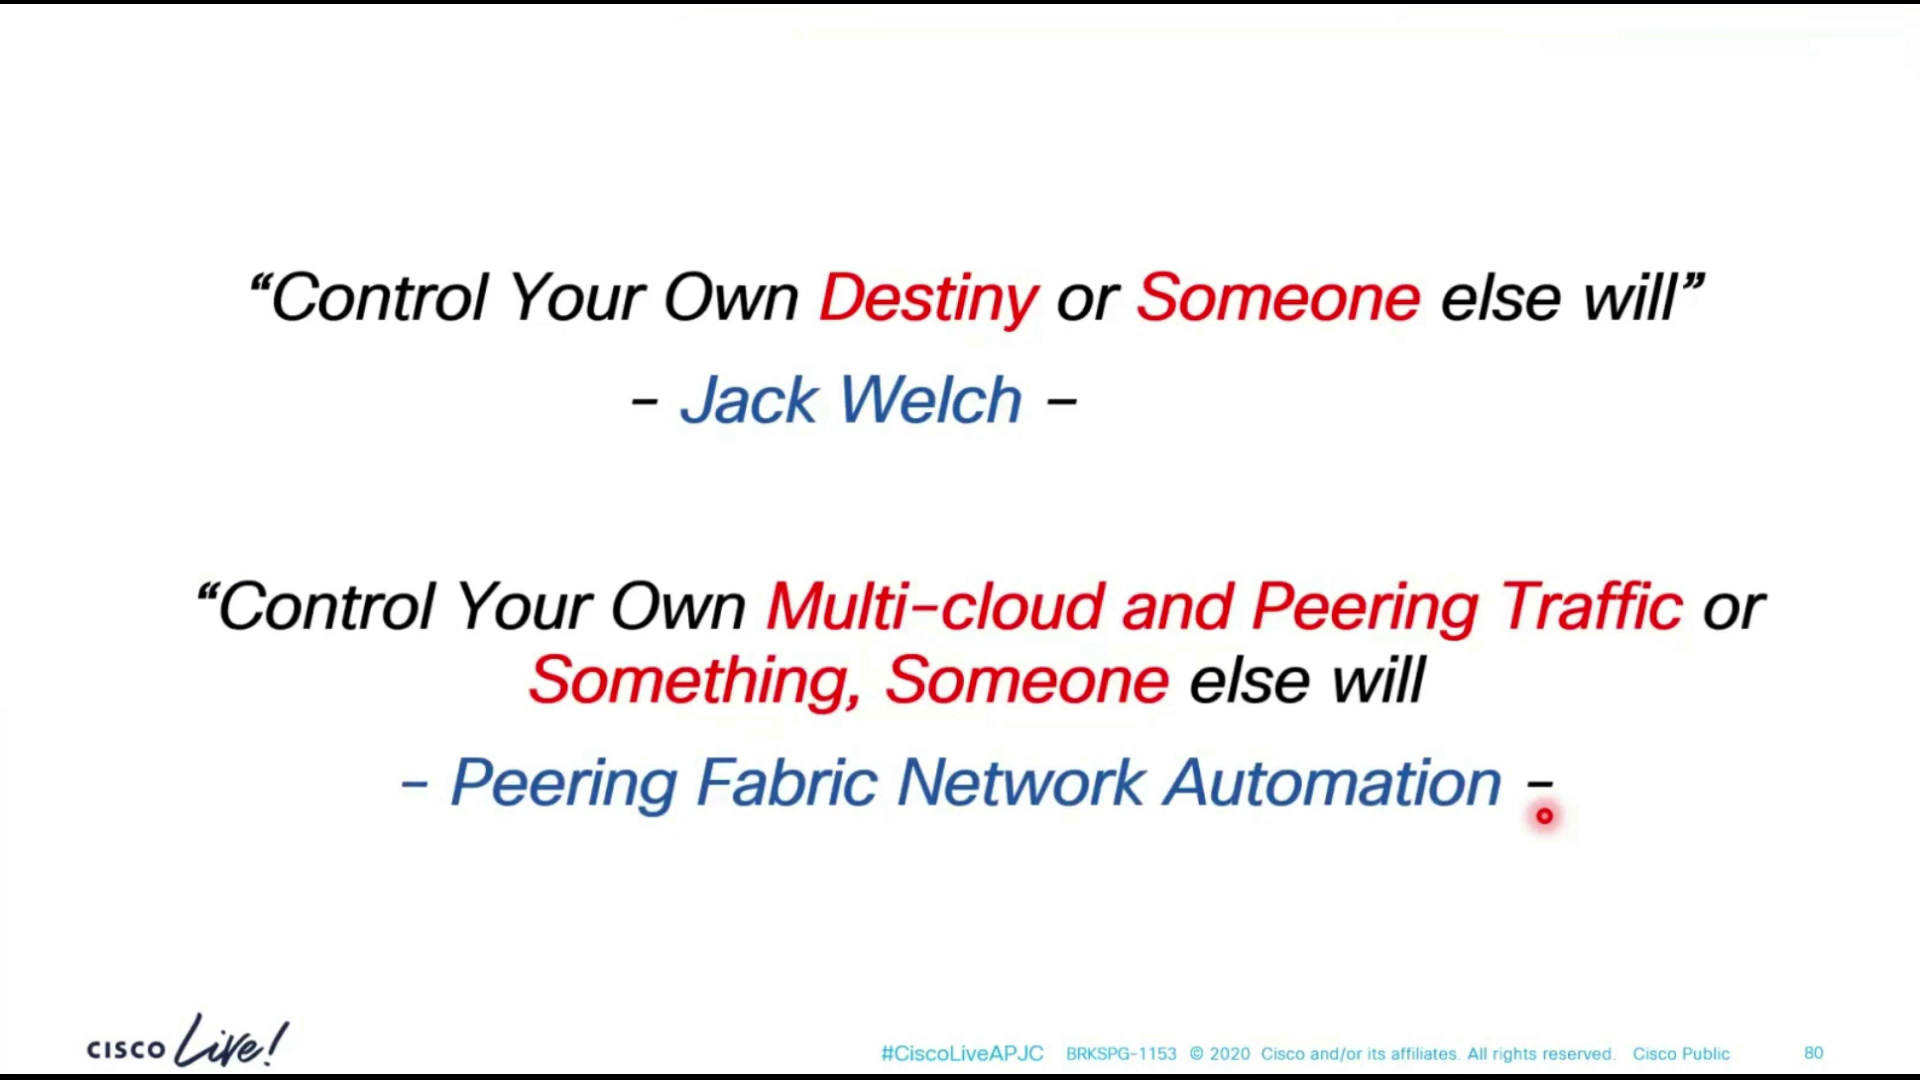 “Control Your Own Destiny or Someone else will”
- Jack Welch -
“Control Your Own Multi-cloud and Peering Traffic or
Something, Someone else will
- Peering Fabric Network Automation -
CISCO Live!
#CiscoLiveAPJC BRKSPG-1153 © 2020 Cisco and/or its affiliates. All rights reserved. Cisco Public 80